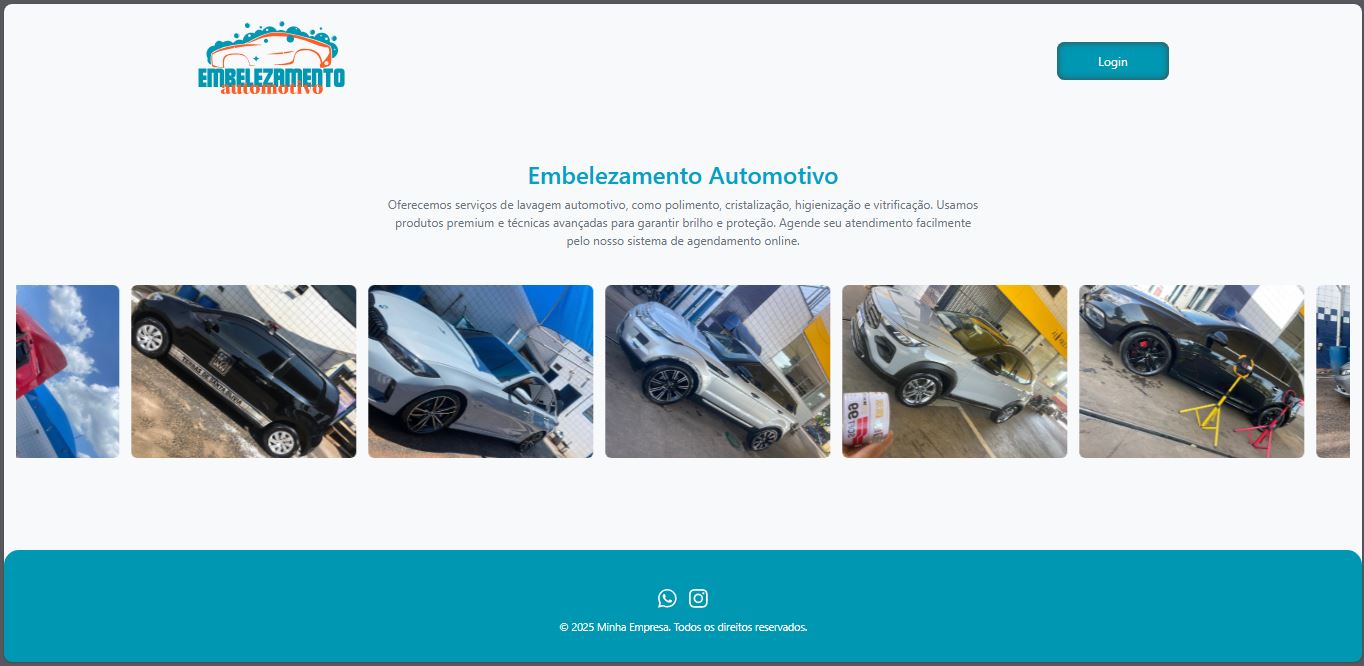 EMBELEZAMENTO
automotivo
Login
Embelezamento Automotivo
Oferecemos serviços de lavagem automotivo, como polimento, cristalização, higienização e vitrificação. Usamos
produtos premium e técnicas avançadas para garantir brilho e proteção. Agende seu atendimento facilmente
pelo nosso sistema de agendamento online.
© 2025 Minha Empresa. Todos os direitos reservados.